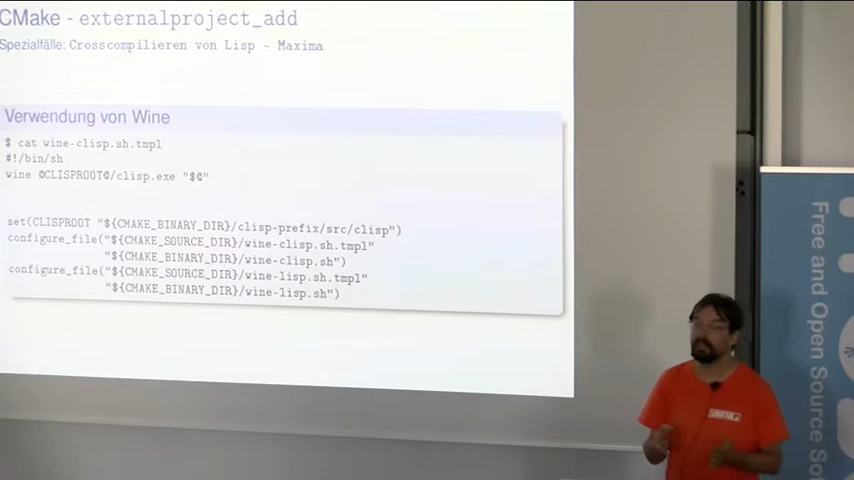 CMake - externalproject_add
Spezialfälle: Crosscompilieren von Lisp - Maxima
Verwendung von Wine
$ cat wine-clisp.sh.tmpl
#!/bin/sh
wine @CLISPROOT@/clisp.exe "$@"
set(CLISPROOT "${CMAKE_BINARY_DIR}/clisp-prefix/src/clisp")
configure_file("${CMAKE_SOURCE_DIR}/wine-clisp.sh.tmpl"
"${CMAKE_BINARY_DIR}/wine-clisp.sh")
configure_file("${CMAKE_SOURCE_DIR}/wine-lisp.sh.tmpl"
"${CMAKE_BINARY_DIR}/wine-lisp.sh")
Free and
Open Source So